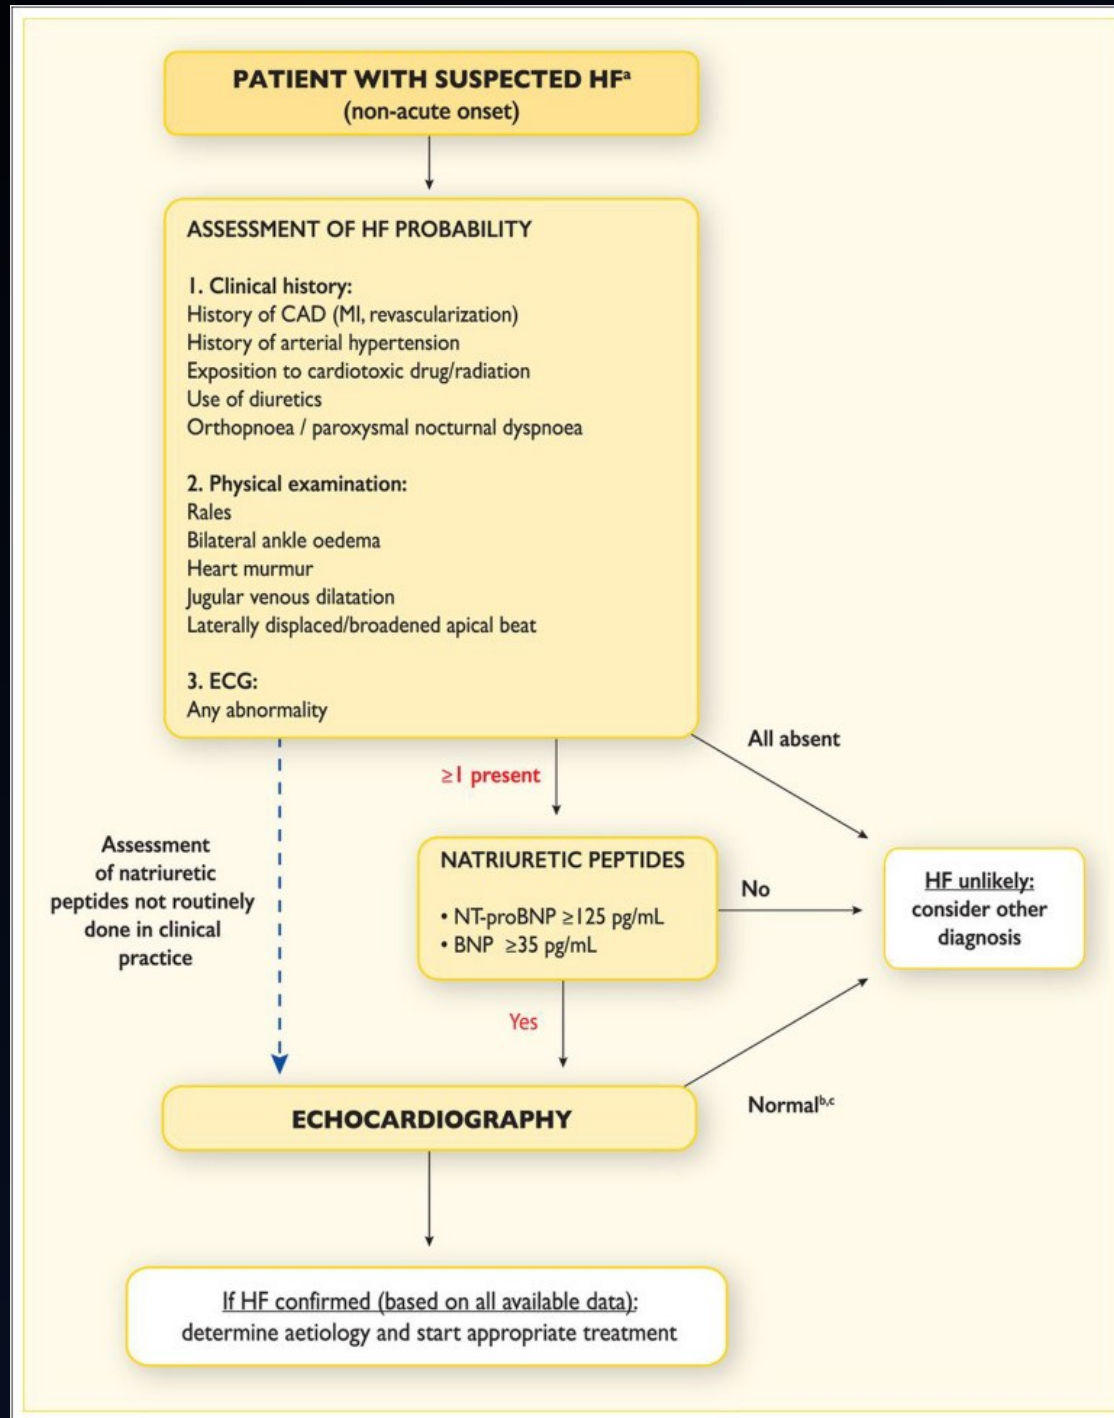 PATIENT WITH SUSPECTED HFᵃ
(non-acute onset)
ASSESSMENT OF HF PROBABILITY
1. Clinical history:
History of CAD (MI, revascularization)
History of arterial hypertension
Exposition to cardiotoxic drug/radiation
Use of diuretics
Orthopnoea / paroxysmal nocturnal dyspnoea
2. Physical examination:
Rales
Bilateral ankle oedema
Heart murmur
Jugular venous dilatation
Laterally displaced/broadened apical beat
3. ECG:
Any abnormality
All absent
≥1 present
Assessment
of natriuretic
peptides not routinely
done in clinical
practice
NATRIURETIC PEPTIDES
• NT-proBNP ≥125 pg/mL
• BNP ≥35 pg/mL
No
HF unlikely:
consider other
diagnosis
Yes
Normalᵇ,ᶜ
ECHOCARDIOGRAPHY
If HF confirmed (based on all available data):
determine aetiology and start appropriate treatment